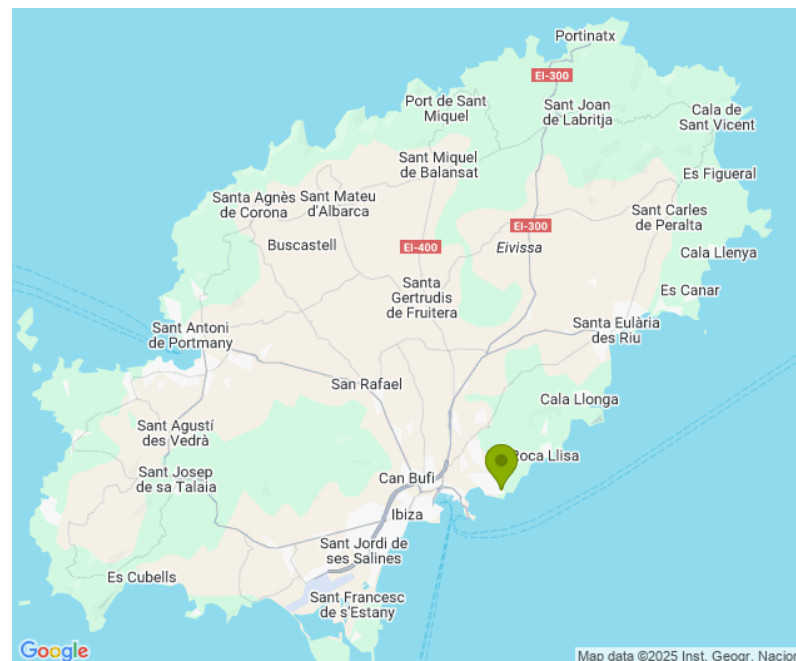 Portinatx
EI-300
Port de Sant
Miquel
Sant Joan
de Labritja
Cala de
Sant Vicent
Sant Miquel
de Balansat
Es Figueral
Santa Agnès
de Corona
Sant Mateu
d'Albarca
Sant Carles
de Peralta
EI-300
Buscastell
EI-400
Eivissa
Cala Llenya
Santa
Gertrudis
de Fruitera
Es Canar
Sant Antoni
de Portmany
Santa Eulària
des Riu
San Rafael
Cala Llonga
Sant Agustí
des Vedrà
Roca Llisa
Sant Josep
de sa Talaia
Can Bufi
Ibiza
Sant Jordi de
ses Salines
Es Cubells
Sant Francesc
de s'Estany
Google
Map data ©2025 Inst. Geogr. Nacion